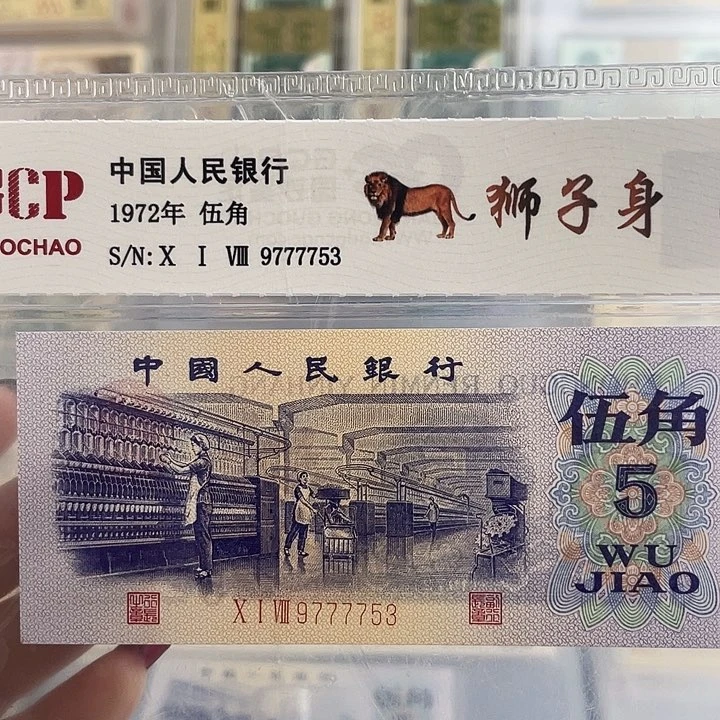 GCP
中国人民银行
1972年 伍角
S/N: X I VIII 9777753
OCHAO
狮子身
中國人民銀行
伍角
5
WU
JIAO
X I VIII 9777753